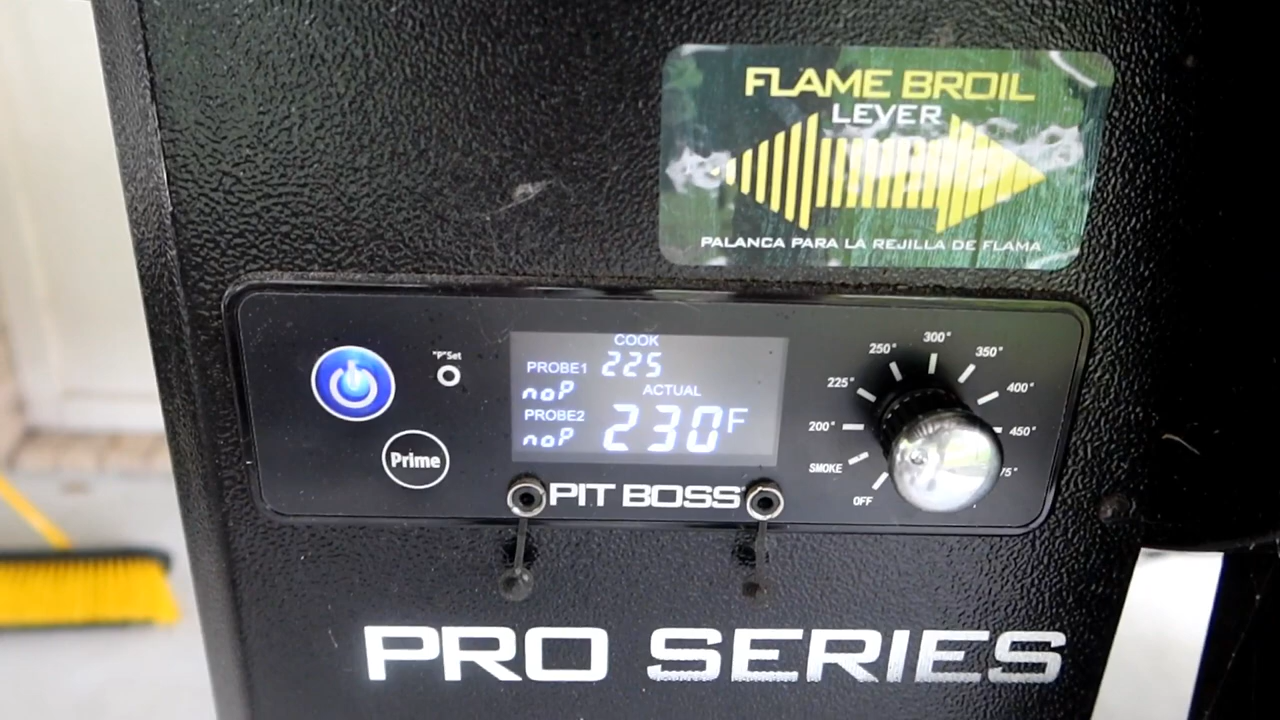 FLAME BROIL
LEVER
PALANCA PARA LA REJILLA DE FLAMA
"P"Set
Prime
COOK
225
PROBE1
noP
ACTUAL
230F
PROBE2
noP
PIT BOSS
OFF
SMOKE
200°
225°
250°
300°
350°
400°
450°
PRO SERIES